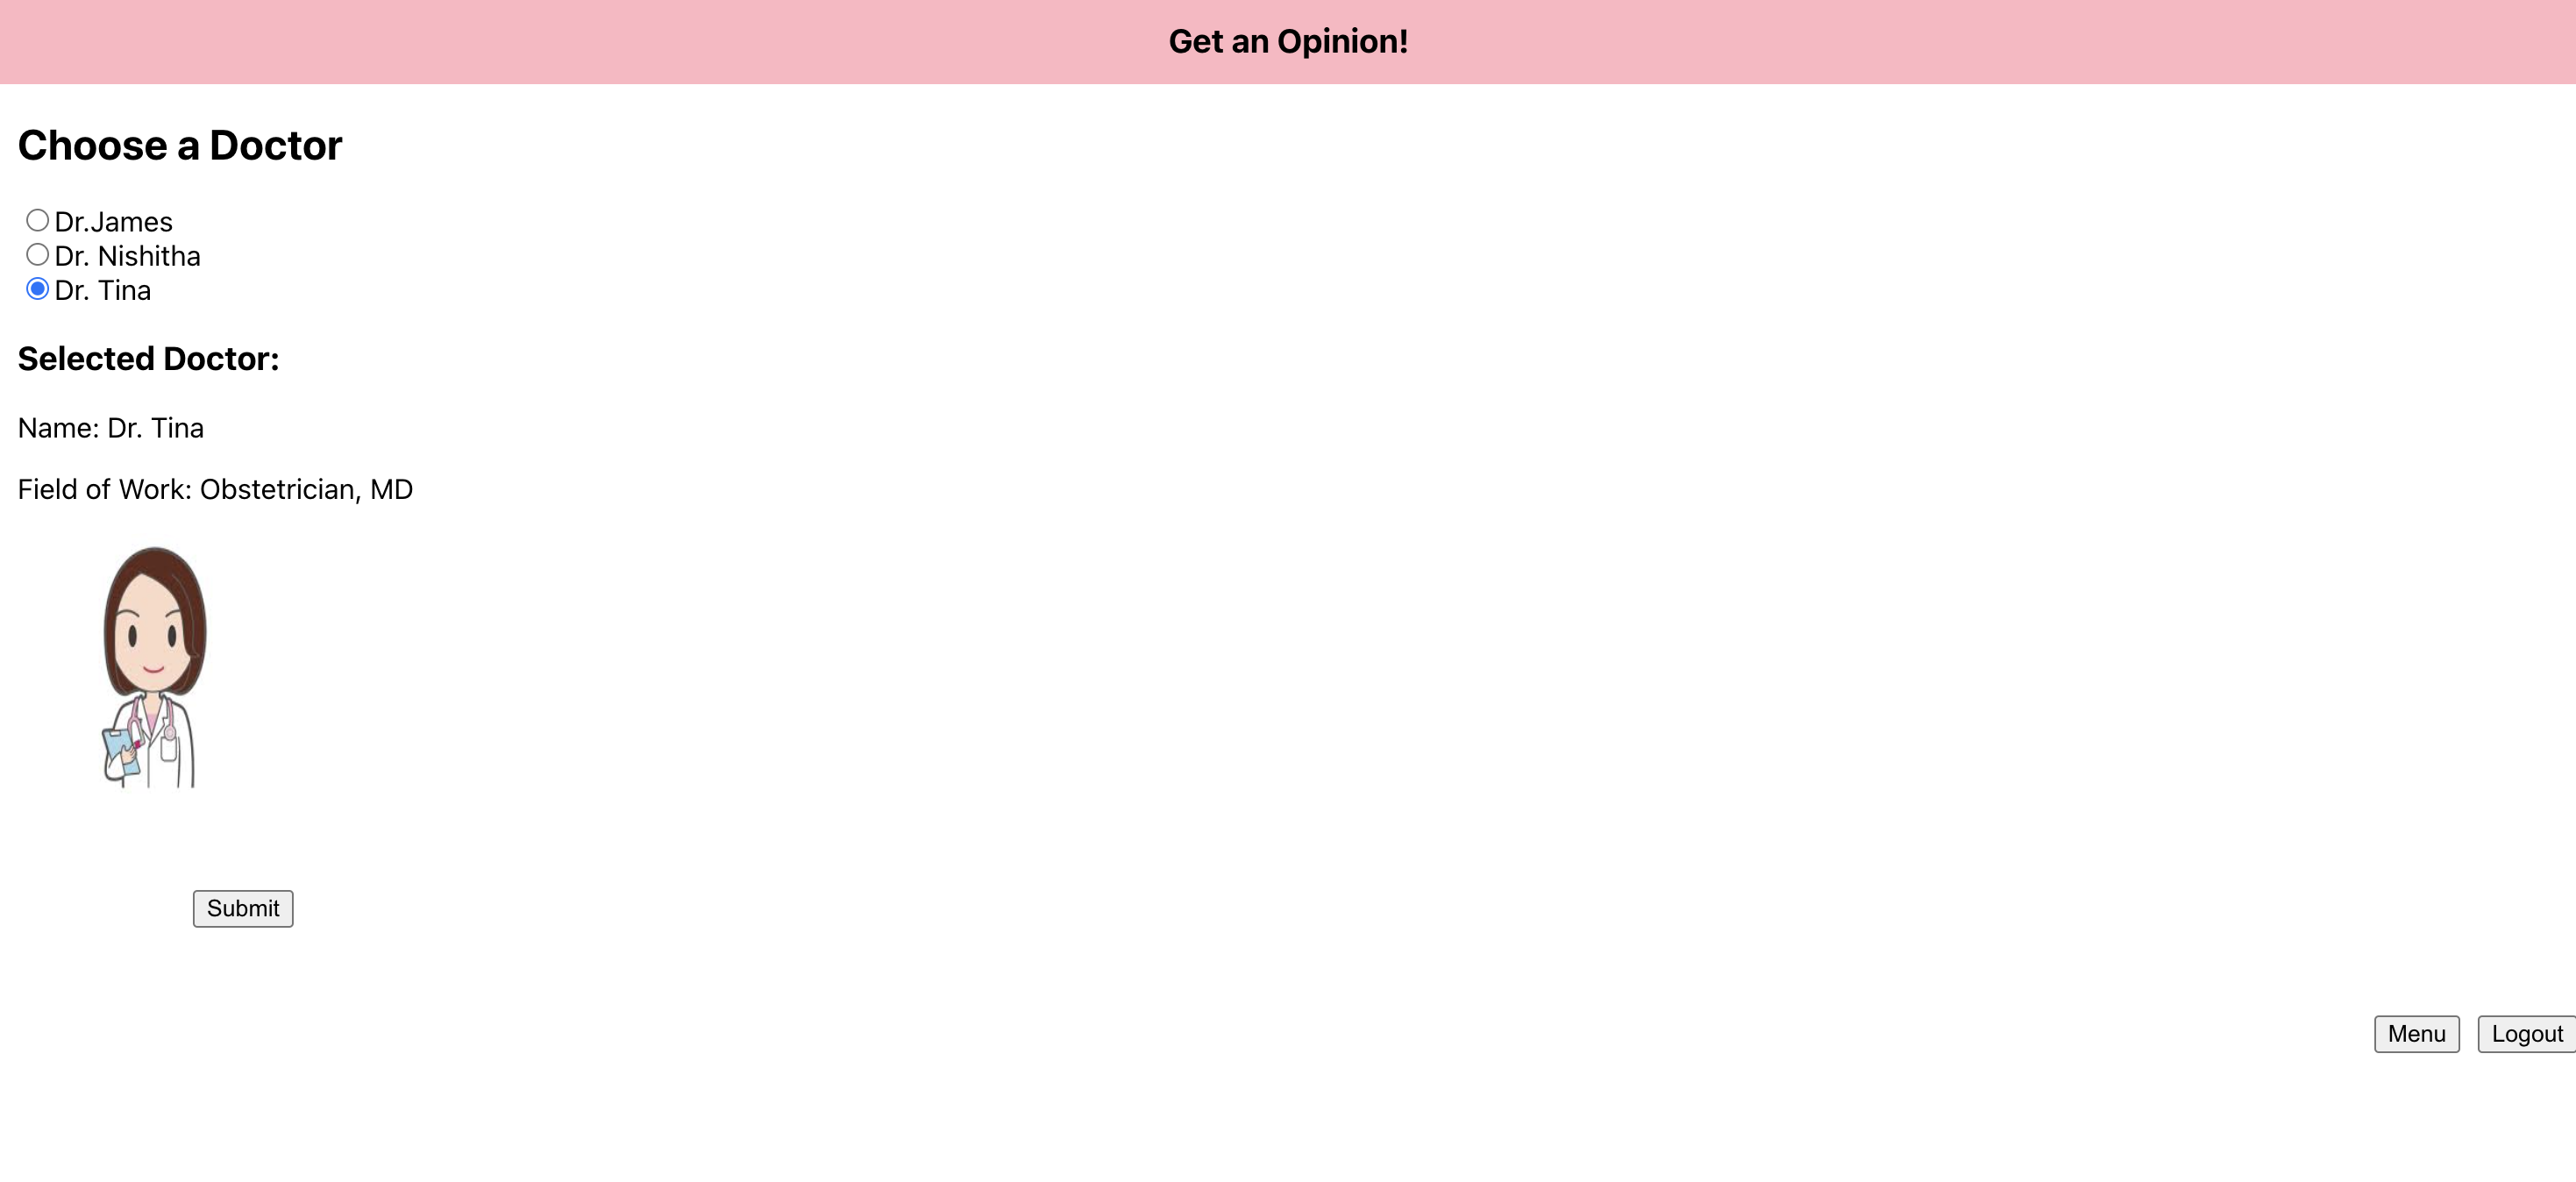 Get an Opinion!
Choose a Doctor
Dr.James
Dr. Nishitha
Dr. Tina
Selected Doctor:
Name: Dr. Tina
Field of Work: Obstetrician, MD
Submit
Menu Logout